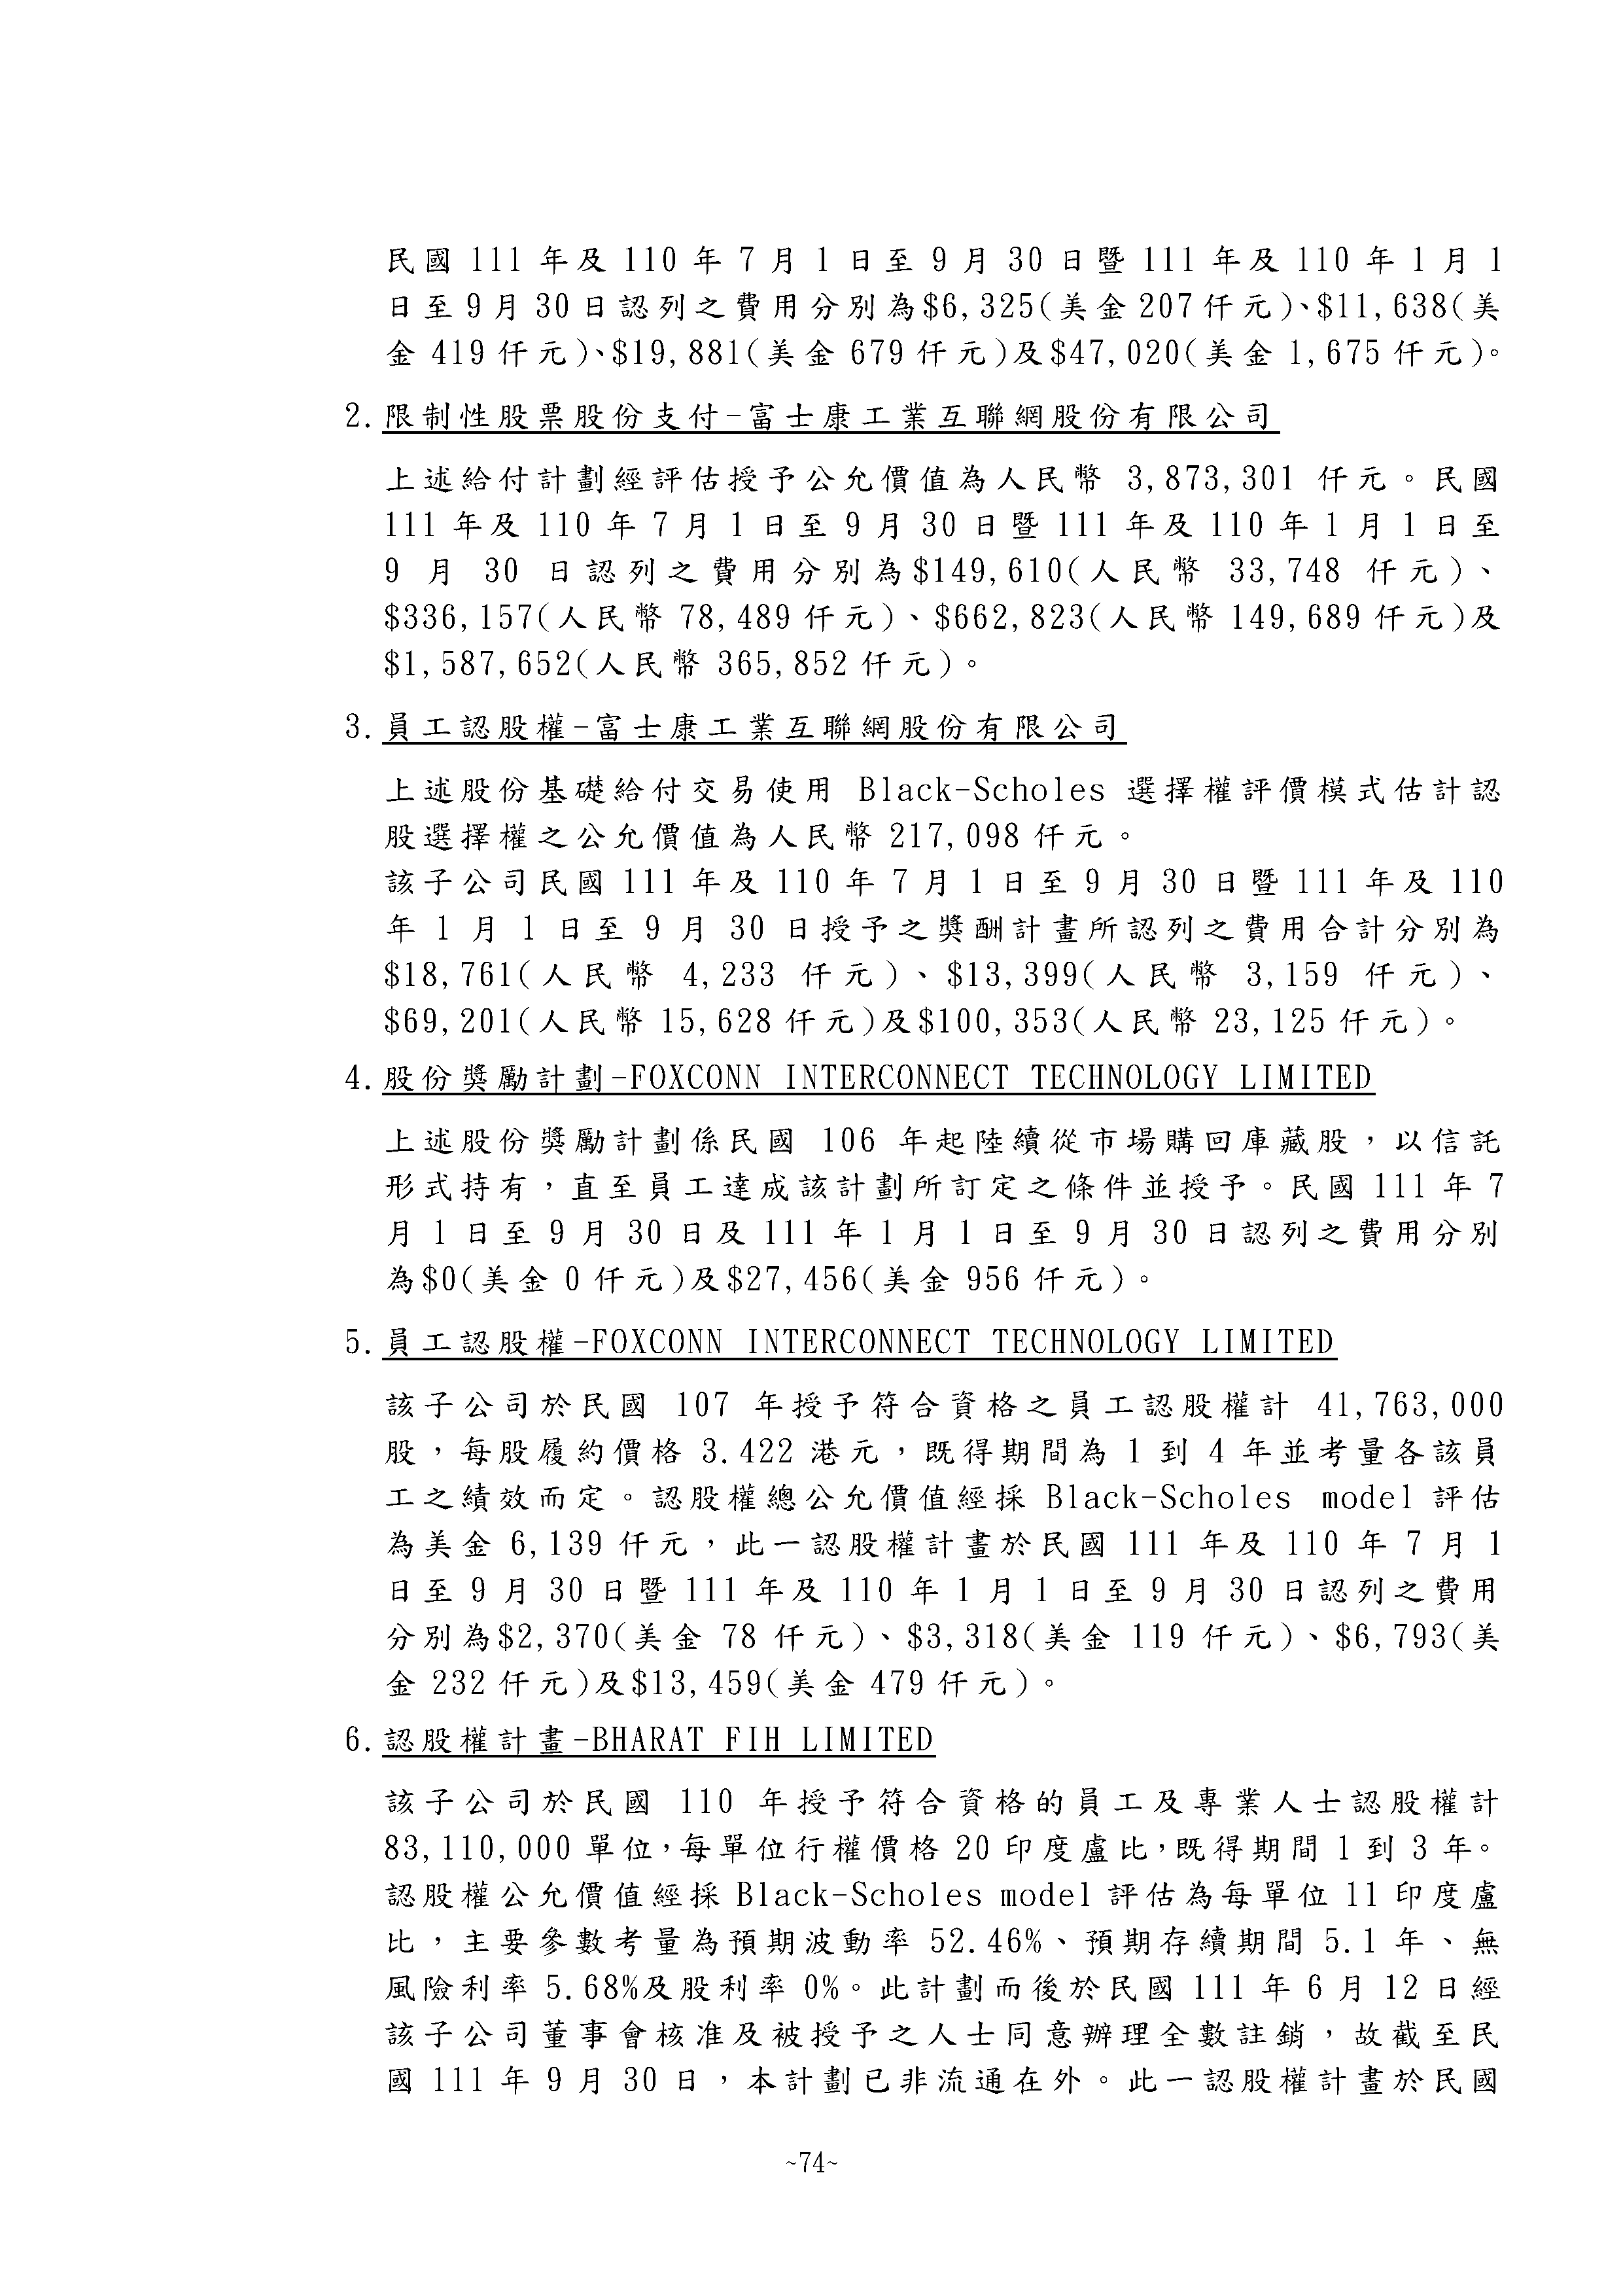 民國 111 年及 110 年 7 月 1 日至 9 月 30 日暨 111 年及 110 年 1 月 1
日至 9 月 30 日認列之費用分別為$6,325(美金 207 仟元)、$11,638(美
金 419 仟元)、$19,881(美金 679 仟元)及$47,020(美金 1,675 仟元)。
2.限制性股票股份支付-富士康工業互聯網股份有限公司
上述給付計劃經評估授予公允價值為人民幣 3,873,301 仟元。民國
111 年及 110 年 7 月 1 日至 9 月 30 日暨 111 年及 110 年 1 月 1 日至
9 月 30 日認列之費用分別為$149,610(人民幣 33,748 仟元)、
$336,157(人民幣 78,489 仟元)、$662,823(人民幣 149,689 仟元)及
$1,587,652(人民幣 365,852 仟元)。
3.員工認股權-富士康工業互聯網股份有限公司
上述股份基礎給付交易使用 Black-Scholes 選擇權評價模式估計認
股選擇權之公允價值為人民幣 217,098 仟元。
該子公司民國 111 年及 110 年 7 月 1 日至 9 月 30 日暨 111 年及 110
年 1 月 1 日至 9 月 30 日授予之獎酬計畫所認列之費用合計分別為
$18,761(人民幣 4,233 仟元)、$13,399(人民幣 3,159 仟元)、
$69,201(人民幣 15,628 仟元)及$100,353(人民幣 23,125 仟元)。
4.股份獎勵計劃-FOXCONN INTERCONNECT TECHNOLOGY LIMITED
上述股份獎勵計劃係民國 106 年起陸續從市場購回庫藏股,以信託
形式持有,直至員工達成該計劃所訂定之條件並授予。民國 111 年 7
月 1 日至 9 月 30 日及 111 年 1 月 1 日至 9 月 30 日認列之費用分別
為$0(美金 0 仟元)及$27,456(美金 956 仟元)。
5.員工認股權-FOXCONN INTERCONNECT TECHNOLOGY LIMITED
該子公司於民國 107 年授予符合資格之員工認股權計 41,763,000
股,每股履約價格 3.422 港元,既得期間為 1 到 4 年並考量各該員
工之績效而定。認股權總公允價值經採 Black-Scholes model 評估
為美金 6,139 仟元,此一認股權計畫於民國 111 年及 110 年 7 月 1
日至 9 月 30 日暨 111 年及 110 年 1 月 1 日至 9 月 30 日認列之費用
分別為$2,370(美金 78 仟元)、$3,318(美金 119 仟元)、$6,793(美
金 232 仟元)及$13,459(美金 479 仟元)。
6.認股權計畫-BHARAT FIH LIMITED
該子公司於民國 110 年授予符合資格的員工及專業人士認股權計
83,110,000 單位,每單位行權價格 20 印度盧比,既得期間 1 到 3 年。
認股權公允價值經採 Black-Scholes model 評估為每單位 11 印度盧
比,主要參數考量為預期波動率 52.46%、預期存續期間 5.1 年、無
風險利率 5.68%及股利率 0%。此計劃而後於民國 111 年 6 月 12 日經
該子公司董事會核准及被授予之人士同意辦理全數註銷,故截至民
國 111 年 9 月 30 日,本計劃已非流通在外。此一認股權計畫於民國
~74~